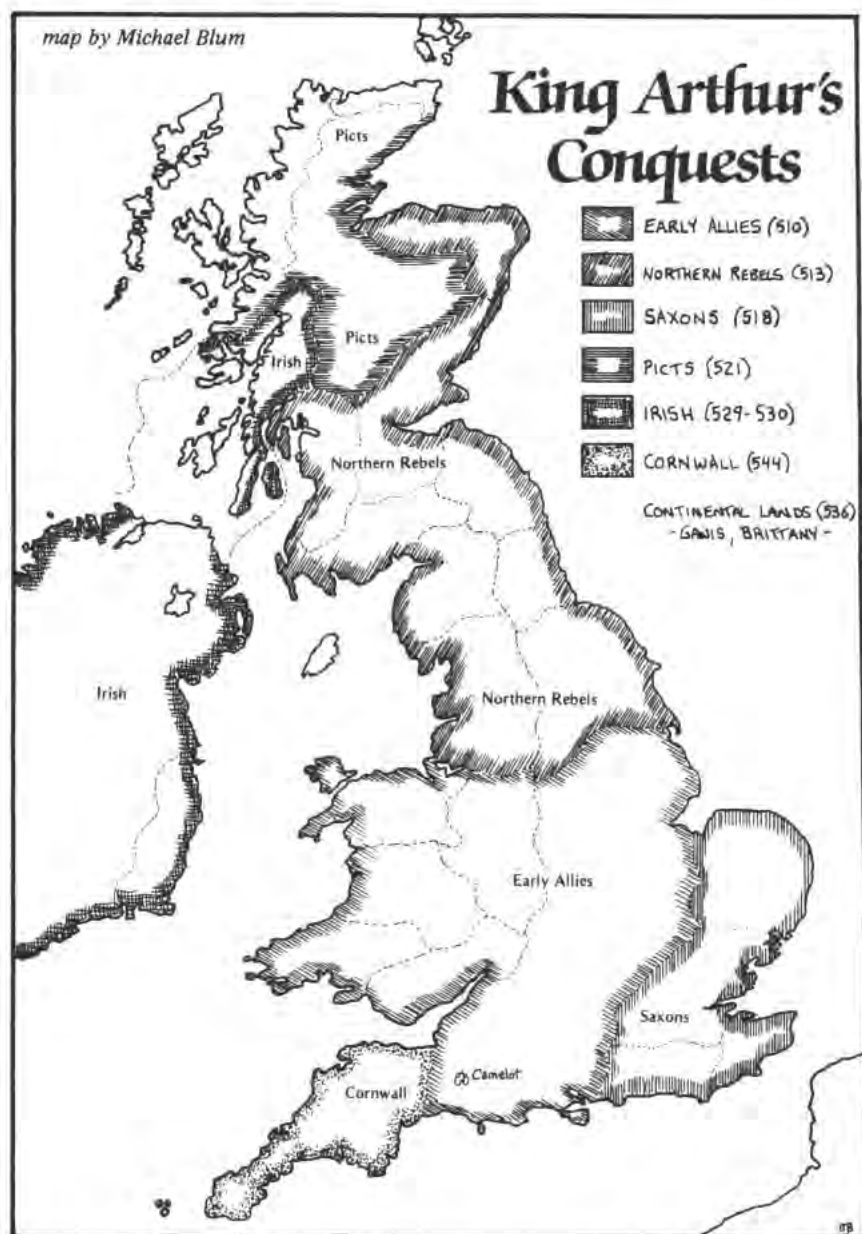 map by Michael Blum
King Arthur's
Conquests
EARLY ALLIES (510)
NORTHERN REBELS (513)
SAXONS (518)
PICTS (521)
IRISH (529-530)
CORNWALL (544)
CONTINENTAL LANDS (536)
- GANIS, BRITTANY -
Picts
Picts
Irish
Northern Rebels
Irish
Northern Rebels
Early Allies
Saxons
Camelot
Cornwall